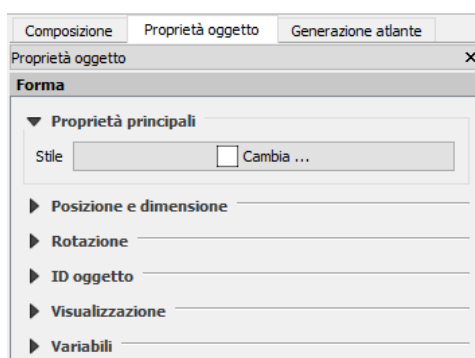 Composizione Proprietà oggetto Generazione atlante
Proprietà oggetto
Forma
Proprietà principali
Stile Cambia ...
Posizione e dimensione
Rotazione
ID oggetto
Visualizzazione
Variabili